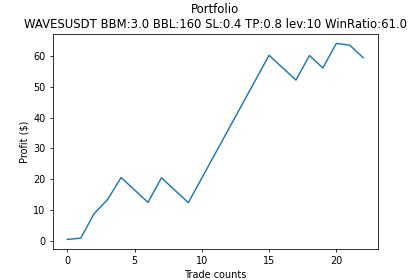 Portfolio
WAVESUSDT BBM:3.0 BBL:160 SL:0.4 TP:0.8 lev:10 WinRatio:61.0
60
50
40
30
20
10
0
Profit ($)
0 5 10 15 20
Trade counts